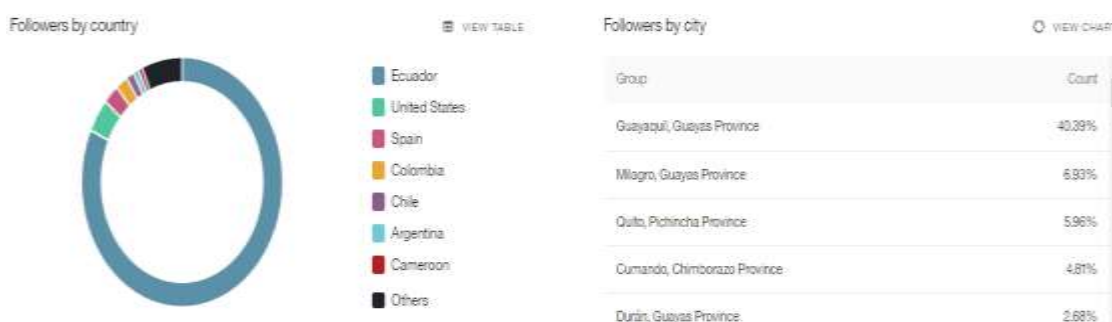 Followers by country
VIEW TABLE
Ecuador
United States
Spain
Colombia
Chile
Argentina
Cameroon
Others
Followers by city
VIEW CHART
Group Count
Guayaquil, Guayas Province 40.39%
Milagro, Guayas Province 6.93%
Quito, Pichincha Province 5.96%
Cumando, Chimborazo Province 4.81%
Durán, Guayas Province 2.68%